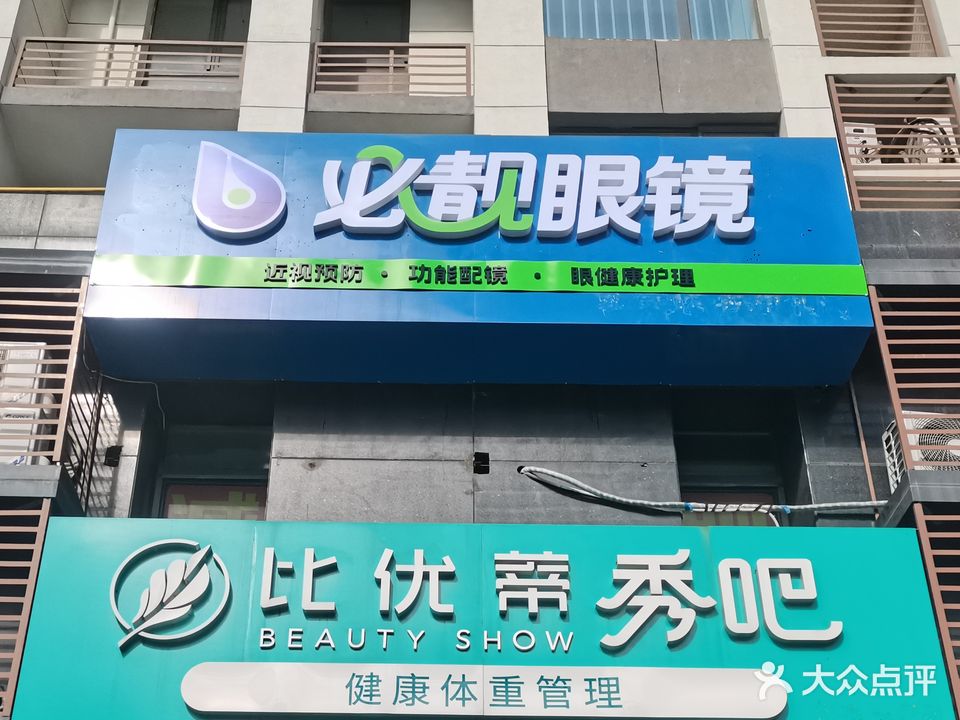 必靓眼镜
近视预防 · 功能配镜 · 眼健康护理
比优蒂秀吧
BEAUTY SHOW
健康体重管理
大众点评